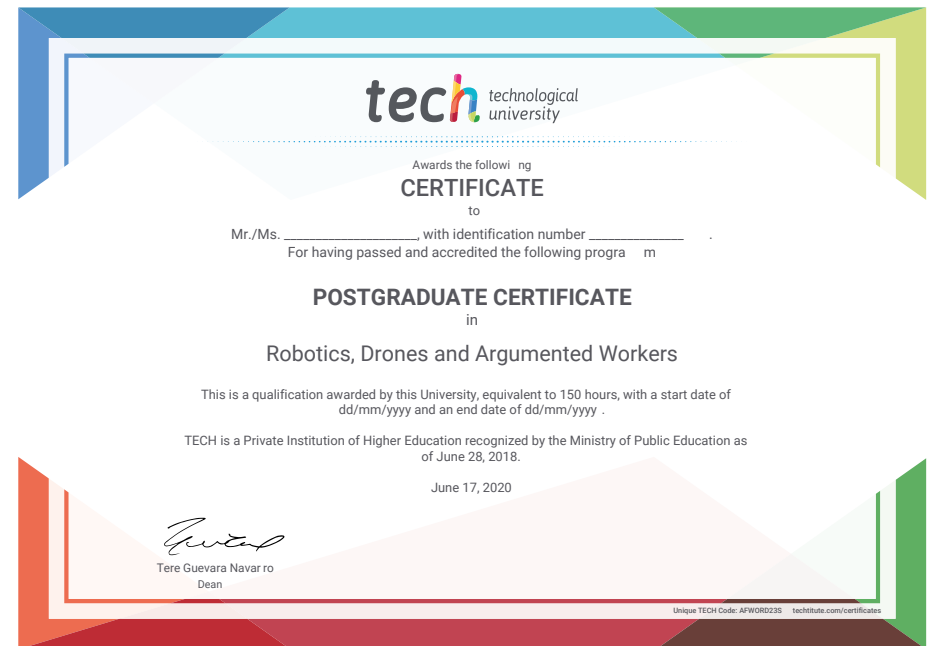 tech technological
university
Awards the followi ng
CERTIFICATE
to
Mr./Ms. _____________________, with identification number _______________ .
For having passed and accredited the following progra m
POSTGRADUATE CERTIFICATE
in
Robotics, Drones and Argumented Workers
This is a qualification awarded by this University, equivalent to 150 hours, with a start date of
dd/mm/yyyy and an end date of dd/mm/yyyy .
TECH is a Private Institution of Higher Education recognized by the Ministry of Public Education as
of June 28, 2018.
June 17, 2020
Tere Guevara Navar ro
Dean
Unique TECH Code: AFWORD23S techtitute.com/certificates